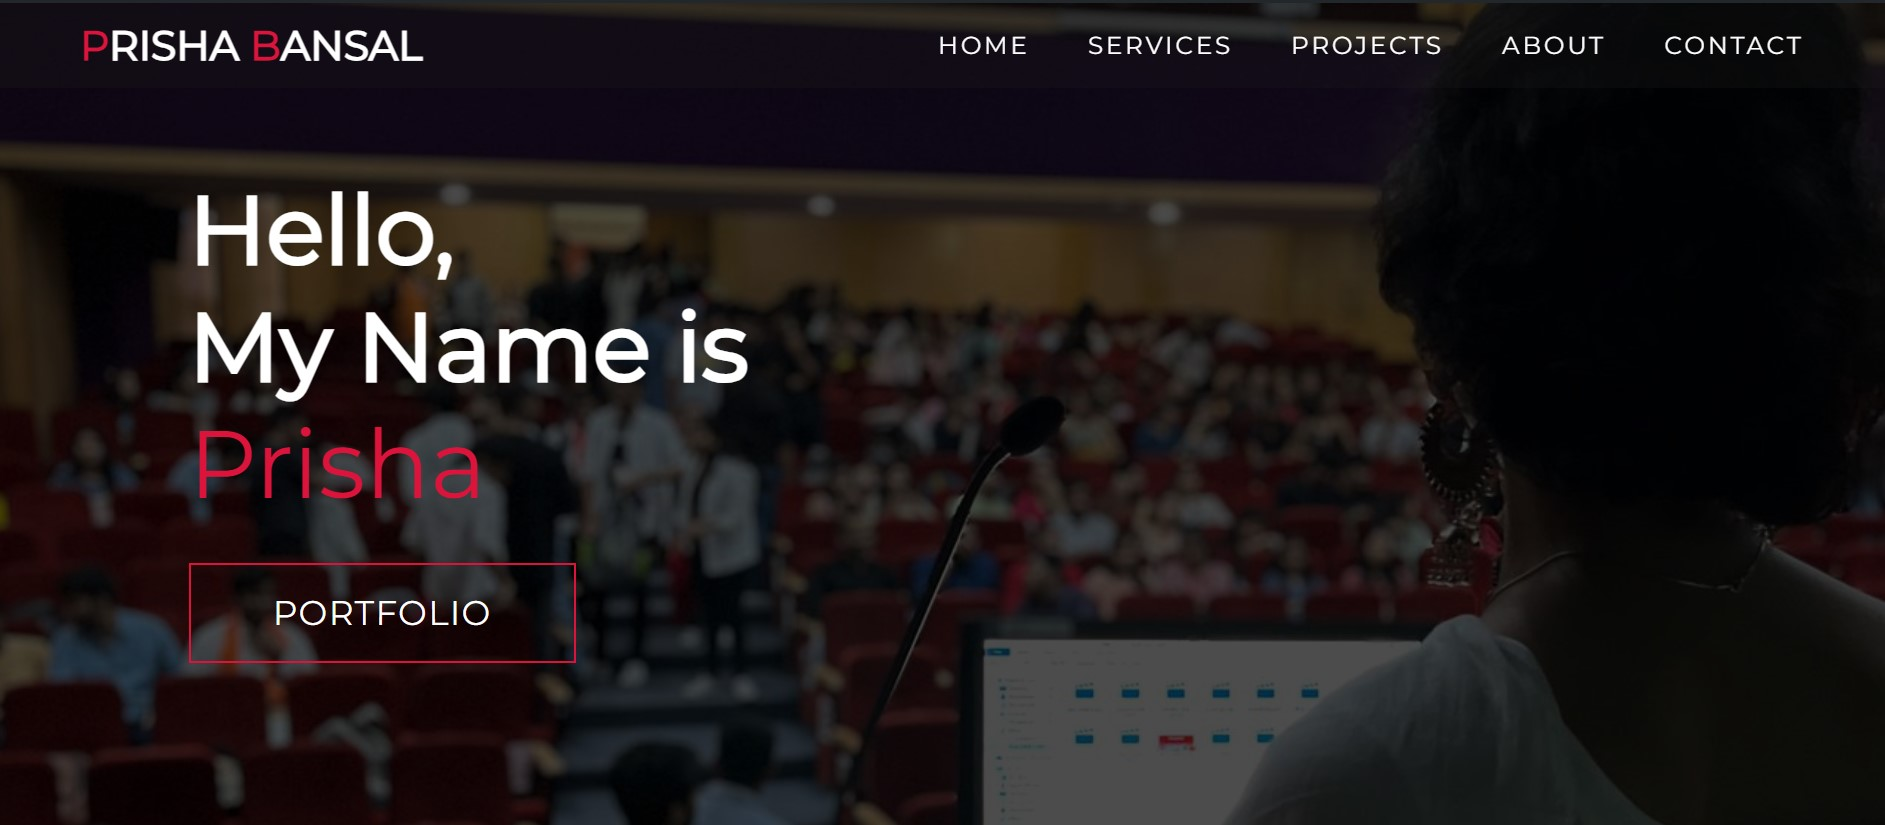 PRISHA BANSAL
HOME SERVICES PROJECTS ABOUT CONTACT
Hello,
My Name is
Prisha
PORTFOLIO